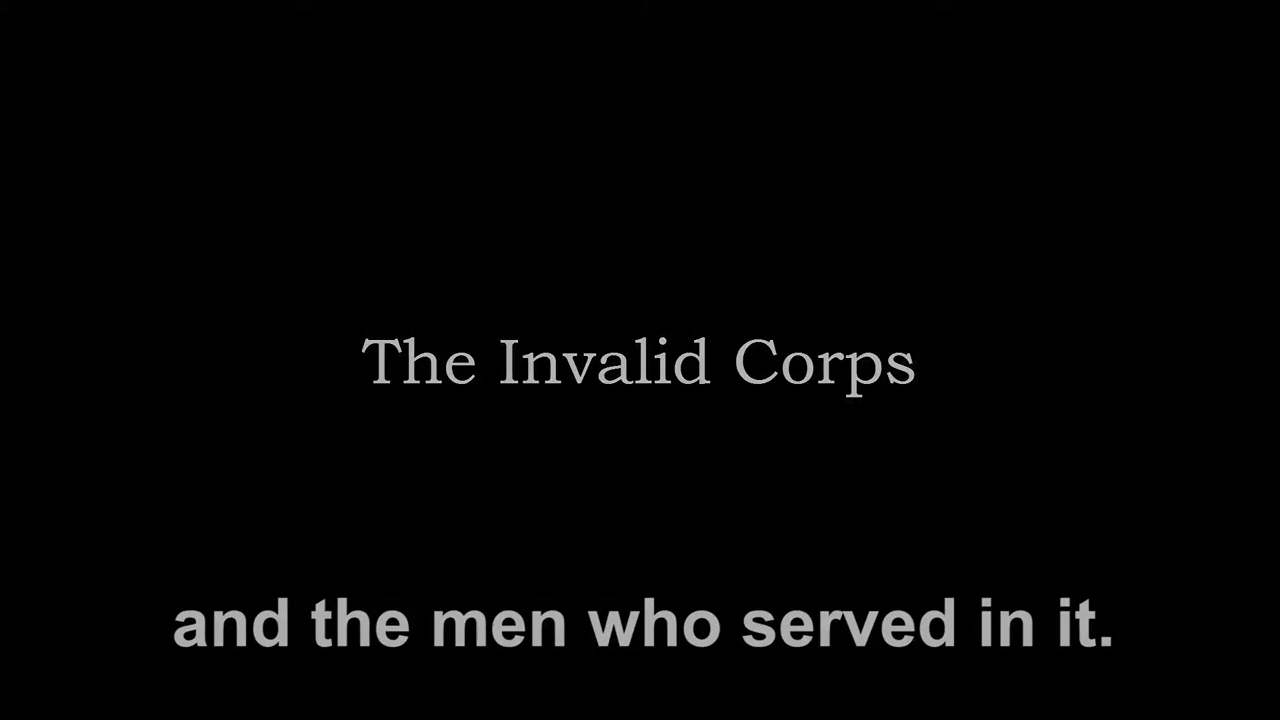 The Invalid Corps
and the men who served in it.